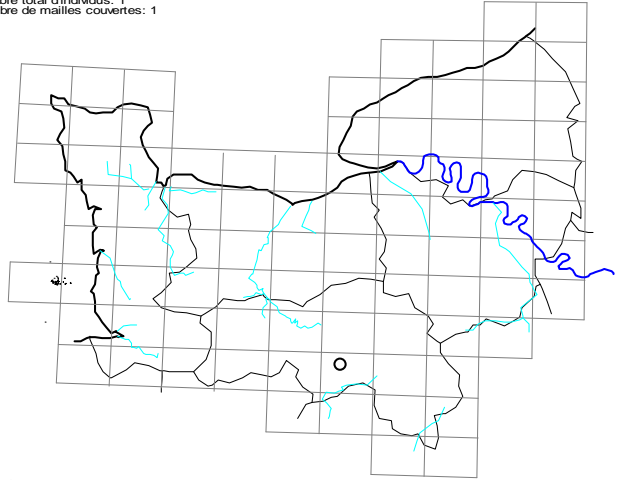 bre total d'individus: 1
bre de mailles couvertes: 1